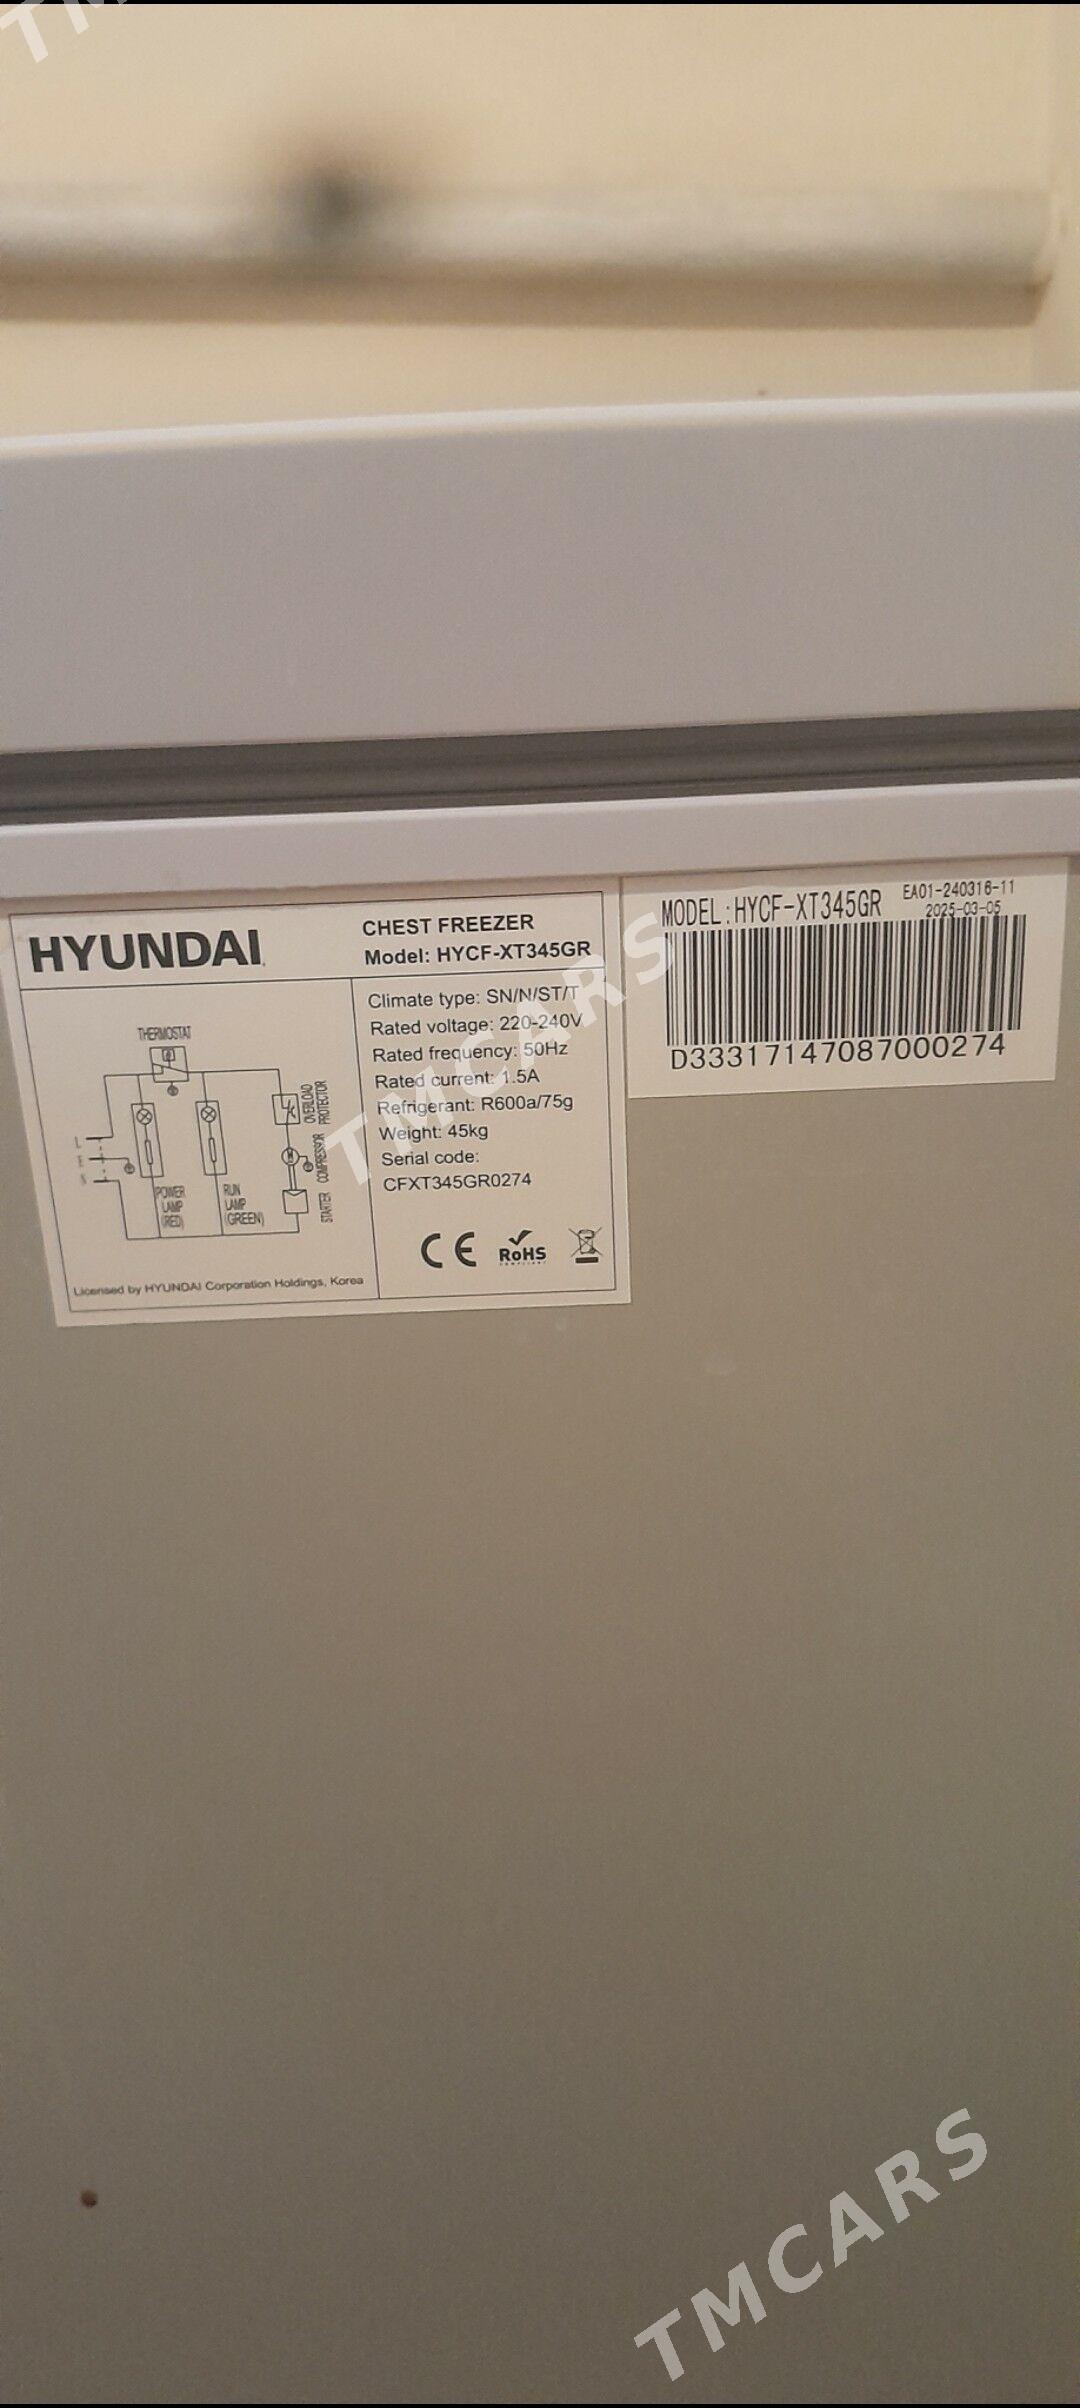 HYUNDAI
CHEST FREEZER
Model: HYCF-XT345GR
Climate type: SN/N/ST/T
Rated voltage: 220-240V
Rated frequency: 50Hz
Rated current: 1.5A
Refrigerant: R600a/75g
Weight: 45kg
Serial code:
CFXT345GR0274
CE
RoHS
THERMOSTAT
OVERLOAD
PROTECTOR
COMPRESSOR
STARTER
POWER
LAMP
(RED)
RUN
LAMP
(GREEN)
Licensed by HYUNDAI Corporation Holdings, Korea
MODEL:HYCF-XT345GR
EA01-240316-11
2025-03-05
D33317147087000274
TMCARS
TMCARS